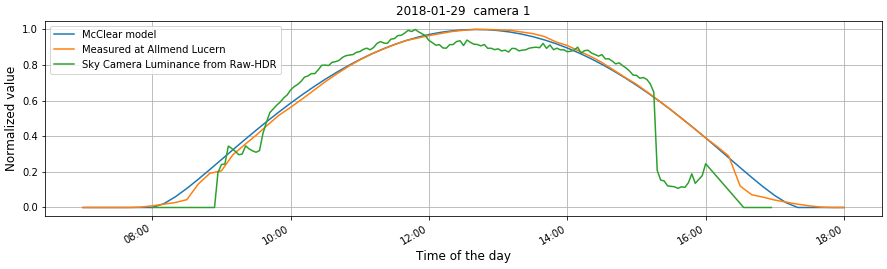 2018-01-29  camera 1
McClear model
Measured at Allmend Lucern
Sky Camera Luminance from Raw-HDR
Normalized value
1.0
0.8
0.6
0.4
0.2
0.0
08:00
10:00
12:00
14:00
16:00
18:00
Time of the day